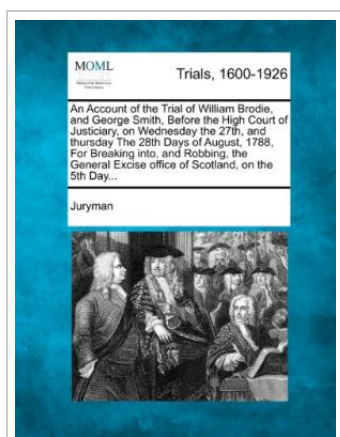 MOML
Trials, 1600-1926
An Account of the Trial of William Brodie,
and George Smith, Before the High Court of
Justiciary, on Wednesday the 27th, and
thursday The 28th Days of August, 1788,
For Breaking into, and Robbing, the
General Excise office of Scotland, on the
5th Day...
Juryman